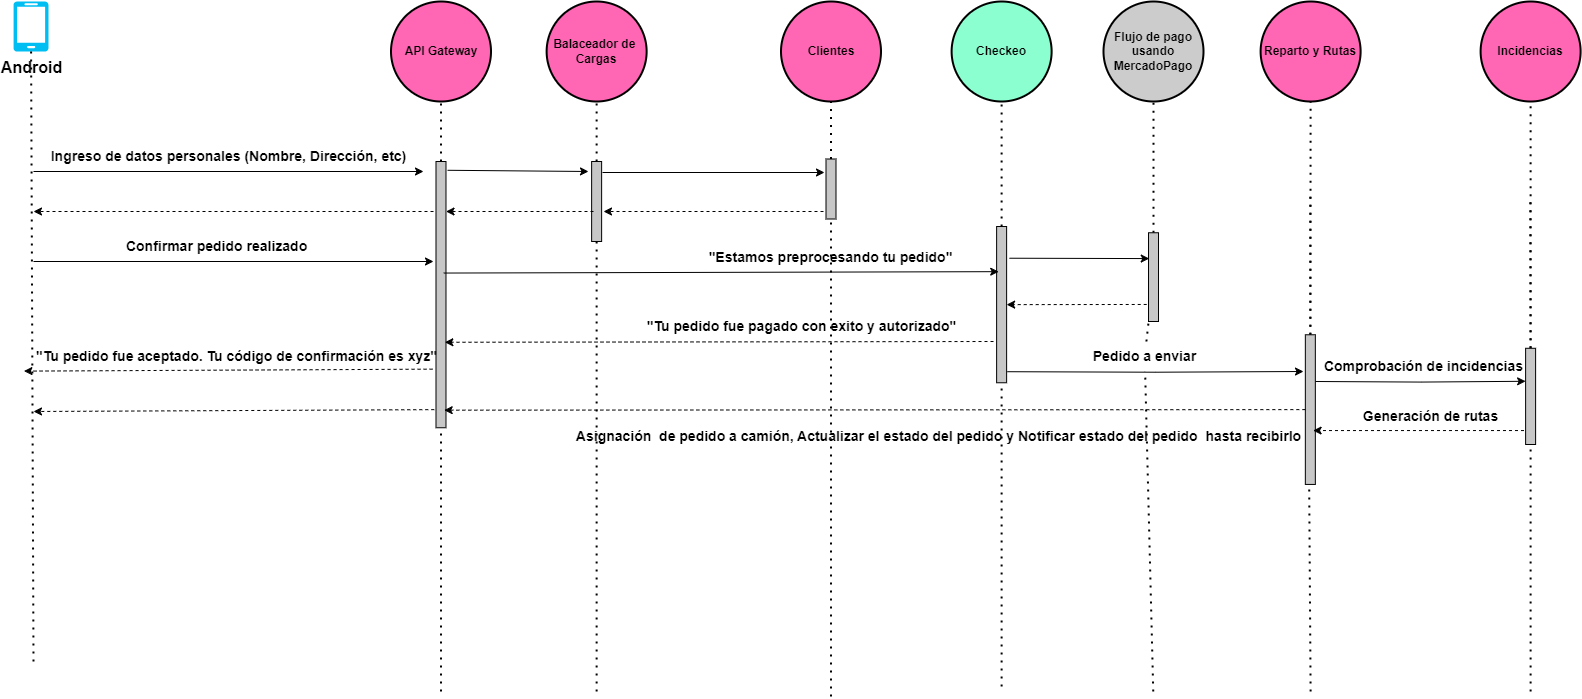 Android
API Gateway
Balaceador de
Cargas
Clientes
Checkeo
Flujo de pago
usando
MercadoPago
Reparto y Rutas
Incidencias
Ingreso de datos personales (Nombre, Dirección, etc)
Confirmar pedido realizado
"Estamos preprocesando tu pedido"
"Tu pedido fue pagado con exito y autorizado"
"Tu pedido fue aceptado. Tu código de confirmación es xyz"
Pedido a enviar
Comprobación de incidencias
Generación de rutas
Asignación de pedido a camión, Actualizar el estado del pedido y Notificar estado del pedido hasta recibirlo